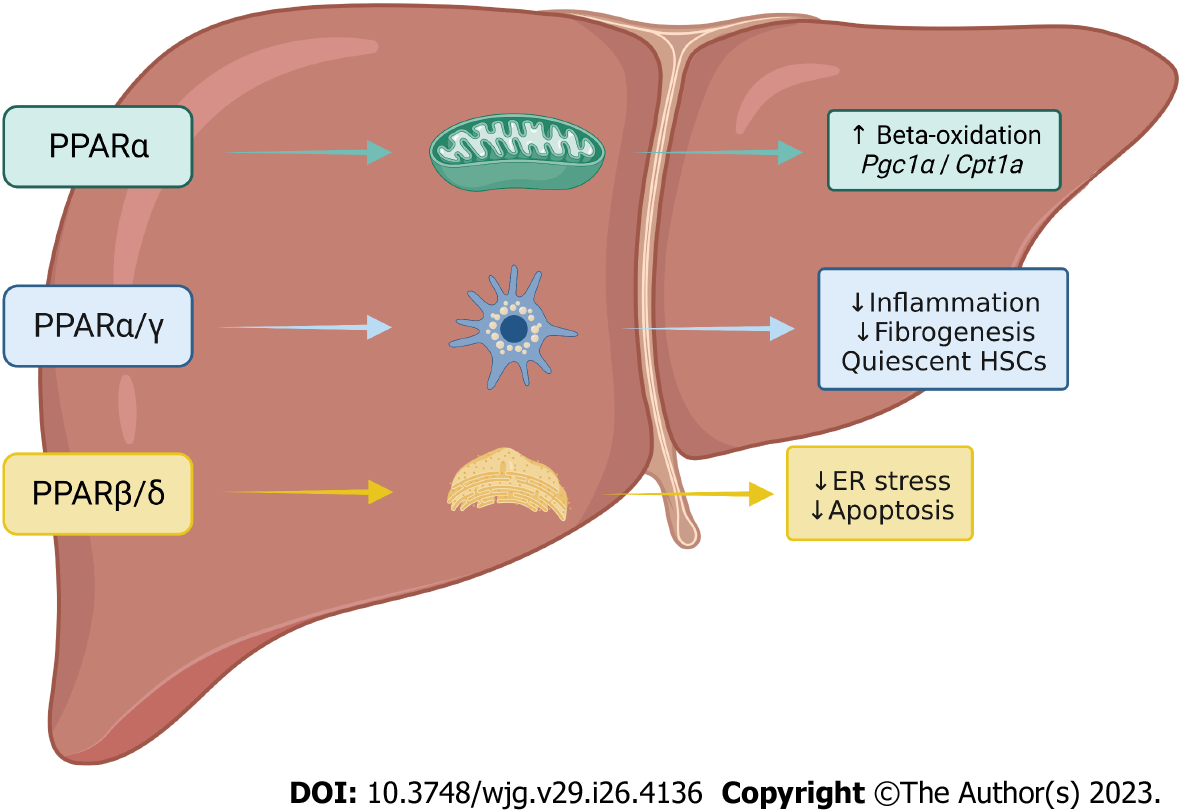 PPARα
↑ Beta-oxidation
Pgc1α / Cpt1a
PPARα/γ
↓Inflammation
↓Fibrogenesis
Quiescent HSCs
PPARβ/δ
↓ER stress
↓Apoptosis
DOI: 10.3748/wjg.v29.i26.4136 Copyright ©The Author(s) 2023.